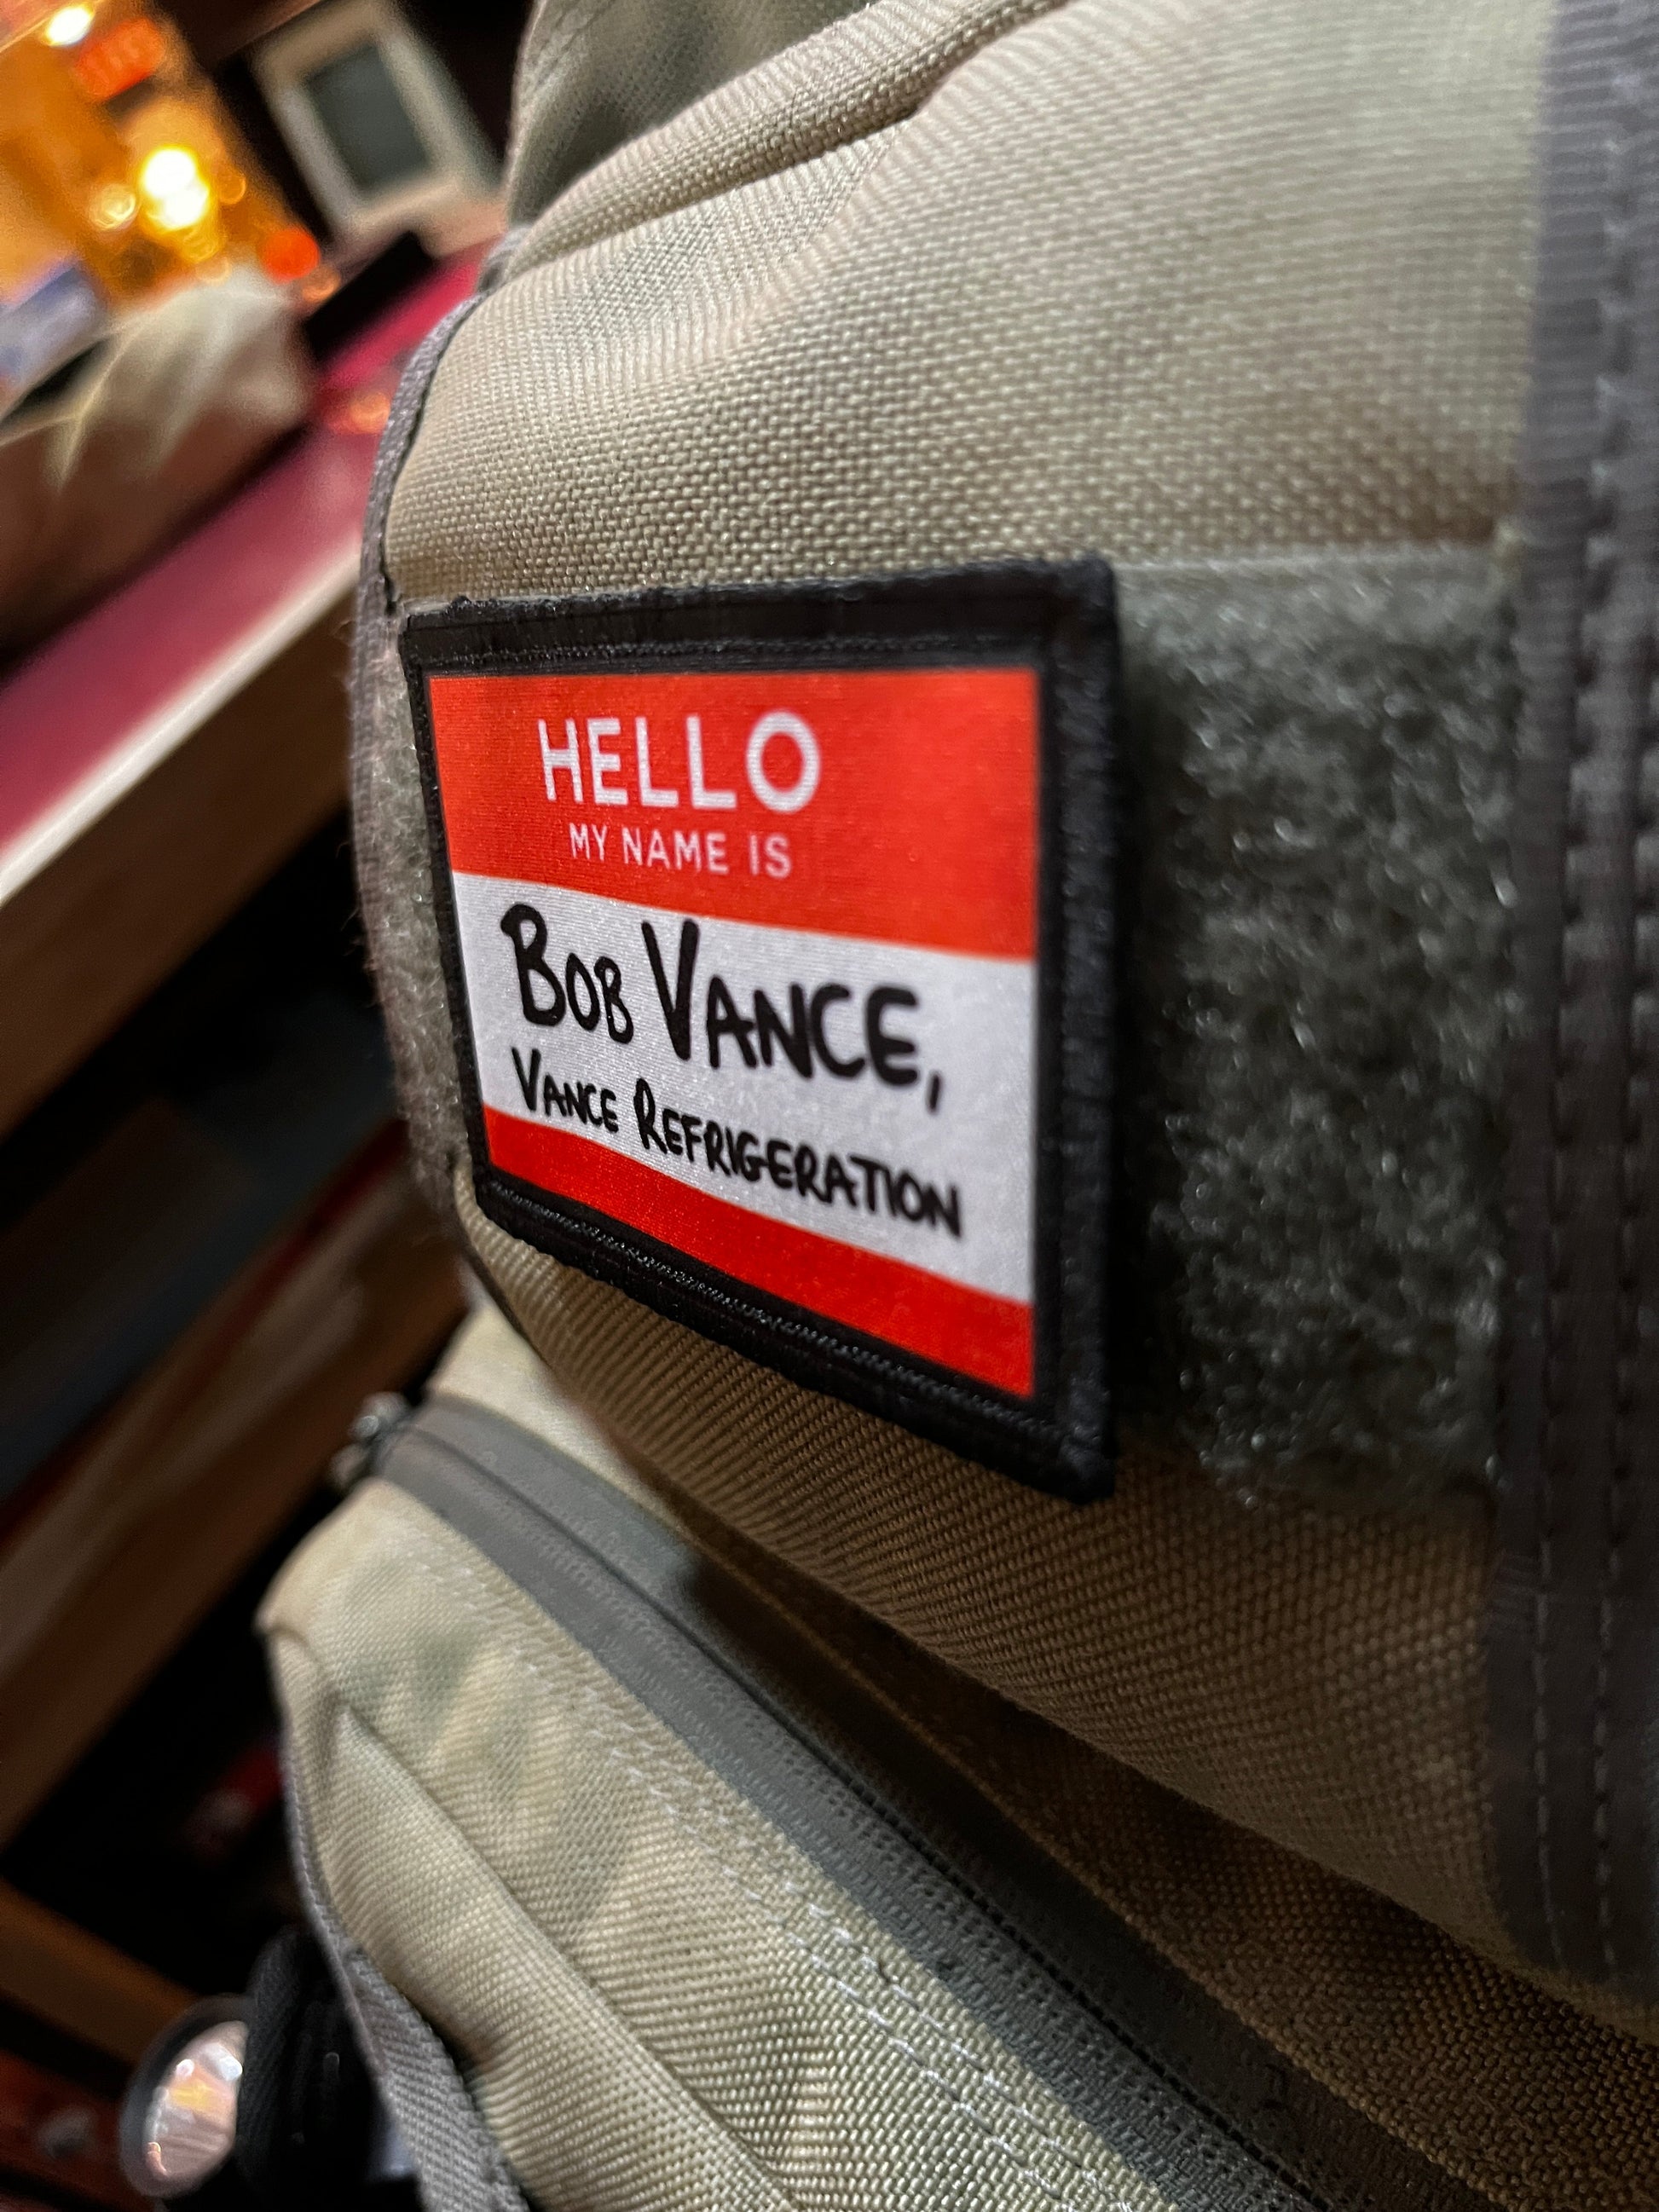 HELLO
MY NAME IS
BOB VANCE,
VANCE REFRIGERATION